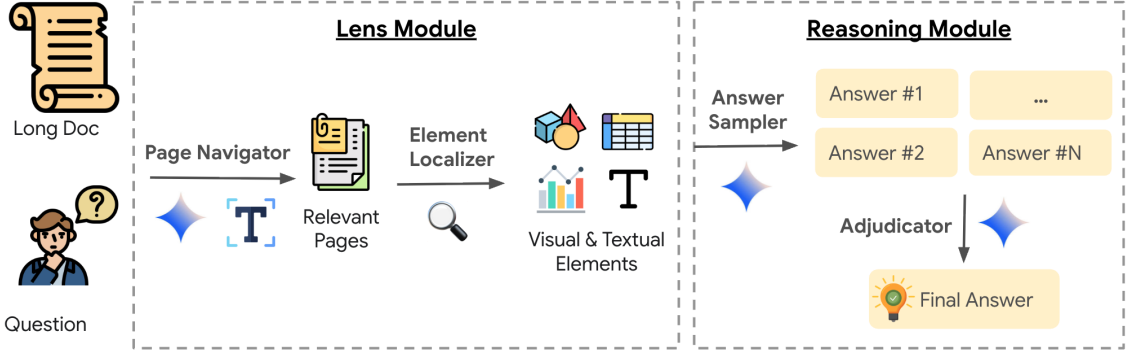 Long Doc
Question
Lens Module
Page Navigator
T
Relevant
Pages
Element
Localizer
T
Visual & Textual
Elements
Reasoning Module
Answer
Sampler
Answer #1
...
Answer #2
Answer #N
Adjudicator
Final Answer